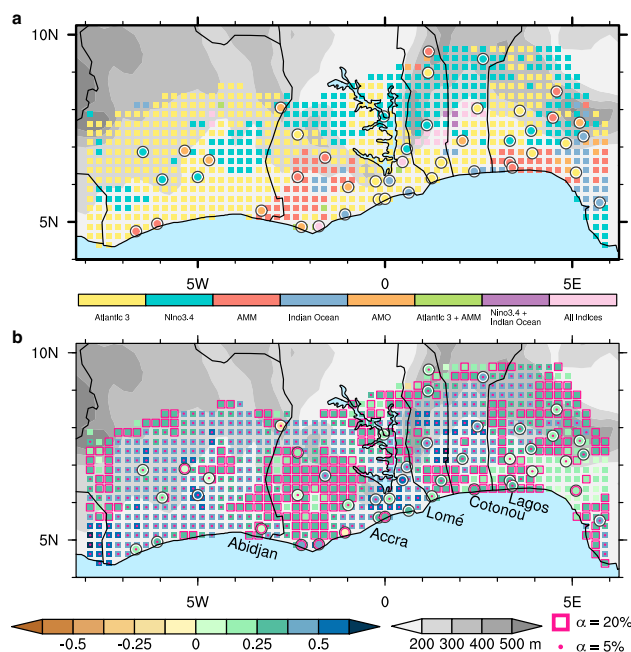 a
10N
5N
5W 0 5E
Atlantic 3 Nino3.4 AMM Indian Ocean AMO Atlantic 3 + AMM Nino3.4 + Indian Ocean All Indices
b
10N
5N
Abidjan Accra Lomé Cotonou Lagos
5W 0 5E
-0.5 -0.25 0 0.25 0.5
200 300 400 500 m
α = 20%
α = 5%